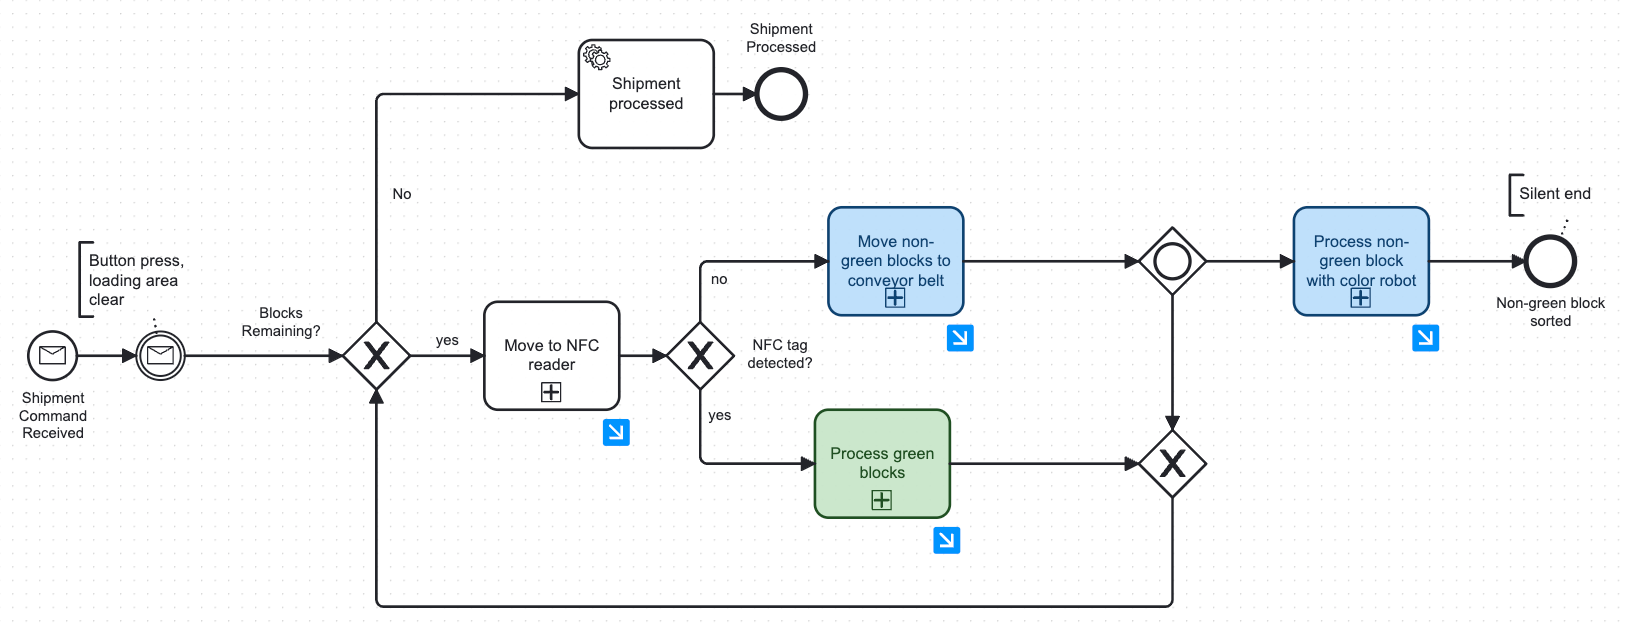 Shipment
Processed
Shipment
processed
No
Silent end
Button press,
loading area
clear
Move non-
green blocks to
conveyor belt
Process non-
green block
with color robot
no
Non-green block
sorted
Blocks
Remaining?
yes
Move to NFC
reader
NFC tag
detected?
Shipment
Command
Received
yes
Process green
blocks